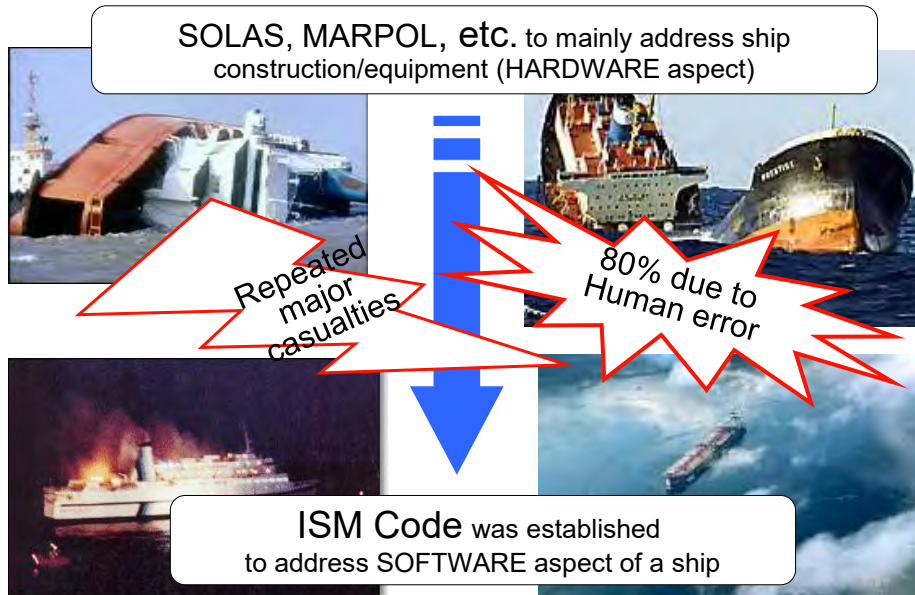 SOLAS, MARPOL, etc. to mainly address ship
construction/equipment (HARDWARE aspect)
Repeated
major
casualties
80% due to
Human error
ISM Code was established
to address SOFTWARE aspect of a ship